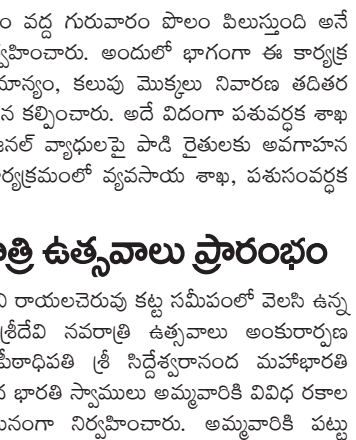 ం వద్ద గురువారం పొలం పిలుస్తుంది అనే
ర్వహించారు. అందులో భాగంగా ఈ కార్యక్ర
మాన్యం, కలుపు మొక్కలు నివారణ తదితర
న కల్పించారు. అదే విదంగా పశువర్ధక శాఖ
జనల్ వ్యాధులపై పాడి రైతులకు అవగాహన
ర్యక్రమంలో వ్యవసాయ శాఖ, పశుసంవర్ధక
రాత్రి ఉత్సవాలు ప్రారంభం
ని రాయలచెరువు కట్ట సమీపంలో వెలసి ఉన్న
శ్రీదేవి నవరాత్రి ఉత్సవాలు అంకురార్పణ
పీఠాధిపతి శ్రీ సిద్దేశ్వరానంద మహాభారతి
ద భారతి స్వాములు అమ్మవారికి వివిధ రకాల
మనంగా నిర్వహించారు. అమ్మవారికి పట్టు